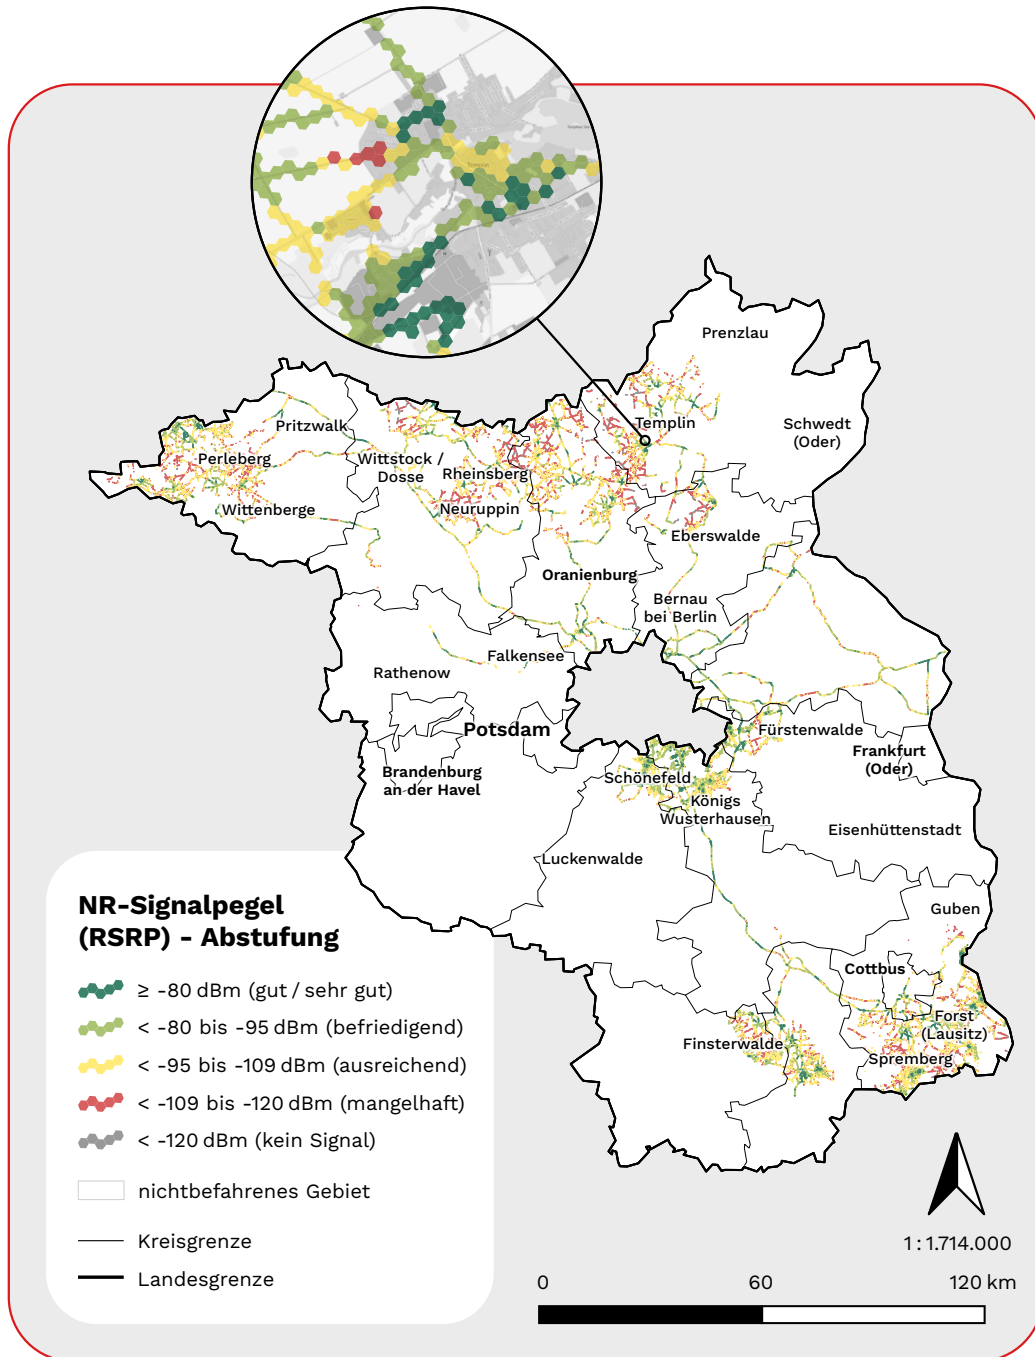 Templin
Prenzlau
Templin
Schwedt
(Oder)
Pritzwalk
Perleberg
Wittstock /
Dosse
Rheinsberg
Wittenberge
Neuruppin
Eberswalde
Oranienburg
Bernau
bei Berlin
Falkensee
Rathenow
Potsdam
Fürstenwalde
Frankfurt
(Oder)
Brandenburg
an der Havel
Schönefeld
Königs
Wusterhausen
Eisenhüttenstadt
Luckenwalde
Guben
Cottbus
Forst
(Lausitz)
Finsterwalde
Spremberg
NR-Signalpegel
(RSRP) - Abstufung
≥ -80 dBm (gut / sehr gut)
< -80 bis -95 dBm (befriedigend)
< -95 bis -109 dBm (ausreichend)
< -109 bis -120 dBm (mangelhaft)
< -120 dBm (kein Signal)
nichtbefahrenes Gebiet
Kreisgrenze
Landesgrenze
1 : 1.714.000
0 60 120 km